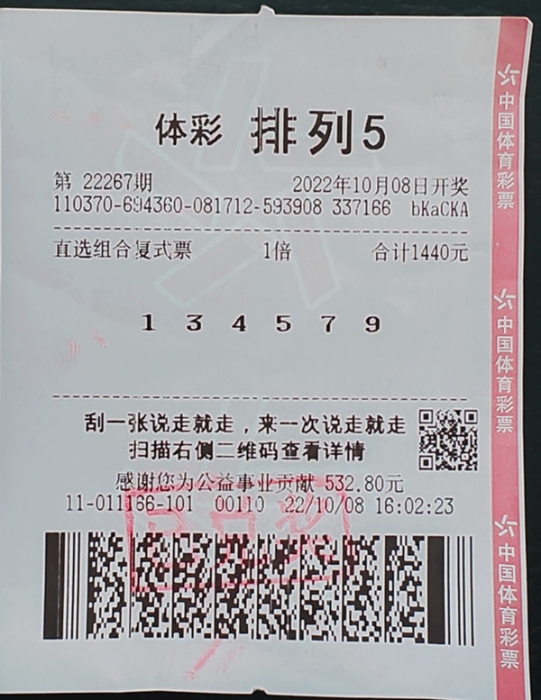 体彩 排列5
第 22267期 2022年10月08日开奖
110370-694360-081712-593908 337166 bKaCKA
直选组合复式票 1倍 合计1440元
1 3 4 5 7 9
刮一张说走就走，来一次说走就走
扫描右侧二维码查看详情
感谢您为公益事业贡献 532.80元
11-011166-101 00110 22/10/08 16:02:23
中国体育彩票
中国体育彩票
中国体育彩票